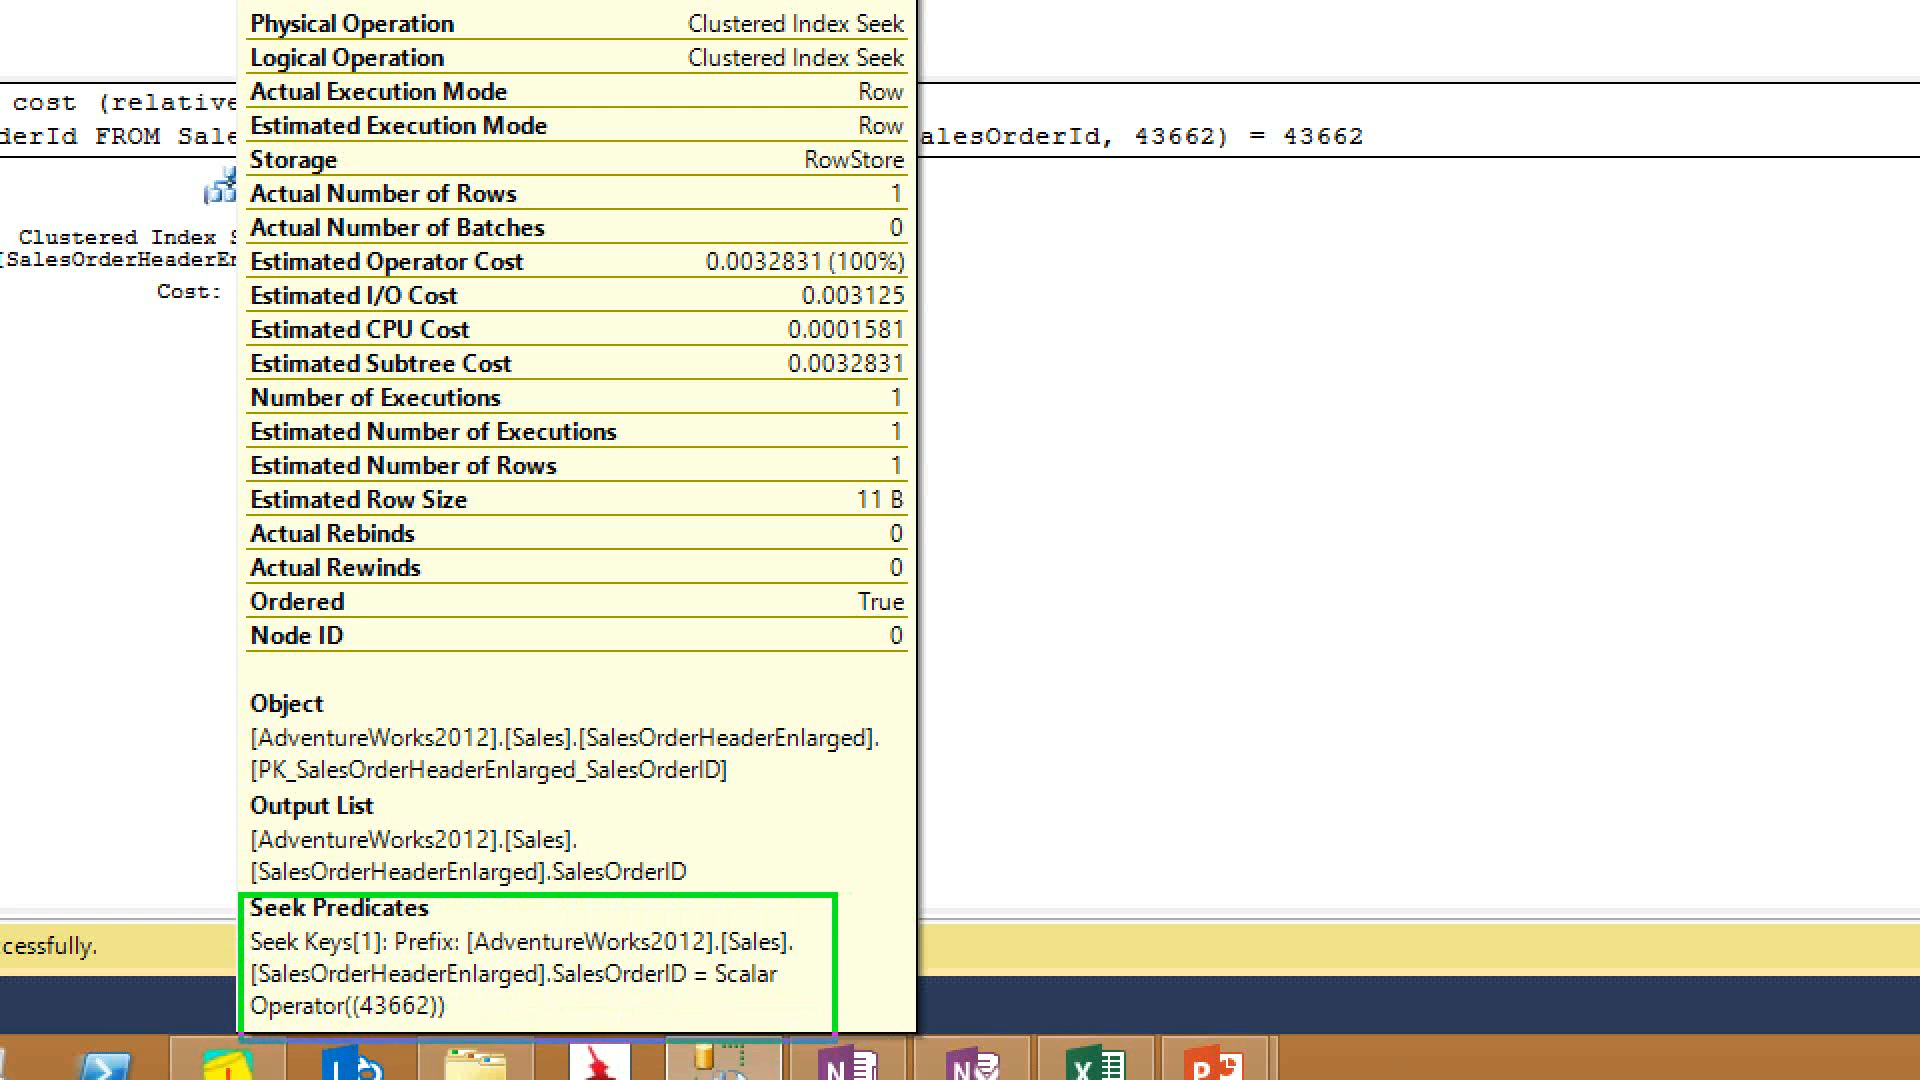 Physical Operation Clustered Index Seek
Logical Operation Clustered Index Seek
Actual Execution Mode Row
cost (relative
Estimated Execution Mode Row
derId FROM Sale alesOrderId, 43662) = 43662
Storage RowStore
Actual Number of Rows 1
Actual Number of Batches 0
Clustered Index S
[SalesOrderHeaderEn
Estimated Operator Cost 0.0032831 (100%)
Cost:
Estimated I/O Cost 0.003125
Estimated CPU Cost 0.0001581
Estimated Subtree Cost 0.0032831
Number of Executions 1
Estimated Number of Executions 1
Estimated Number of Rows 1
Estimated Row Size 11 B
Actual Rebinds 0
Actual Rewinds 0
Ordered True
Node ID 0
Object
[AdventureWorks2012].[Sales].[SalesOrderHeaderEnlarged].
[PK_SalesOrderHeaderEnlarged_SalesOrderID]
Output List
[AdventureWorks2012].[Sales].
[SalesOrderHeaderEnlarged].SalesOrderID
Seek Predicates
Seek Keys[1]: Prefix: [AdventureWorks2012].[Sales].
[SalesOrderHeaderEnlarged].SalesOrderID = Scalar
Operator((43662))
cessfully.